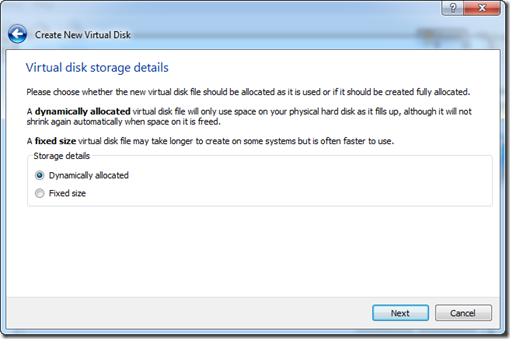 Create New Virtual Disk
Virtual disk storage details
Please choose whether the new virtual disk file should be allocated as it is used or if it should be created fully allocated.
A dynamically allocated virtual disk file will only use space on your physical hard disk as it fills up, although it will not
shrink again automatically when space on it is freed.
A fixed size virtual disk file may take longer to create on some systems but is often faster to use.
Storage details
Dynamically allocated
Fixed size
Next
Cancel